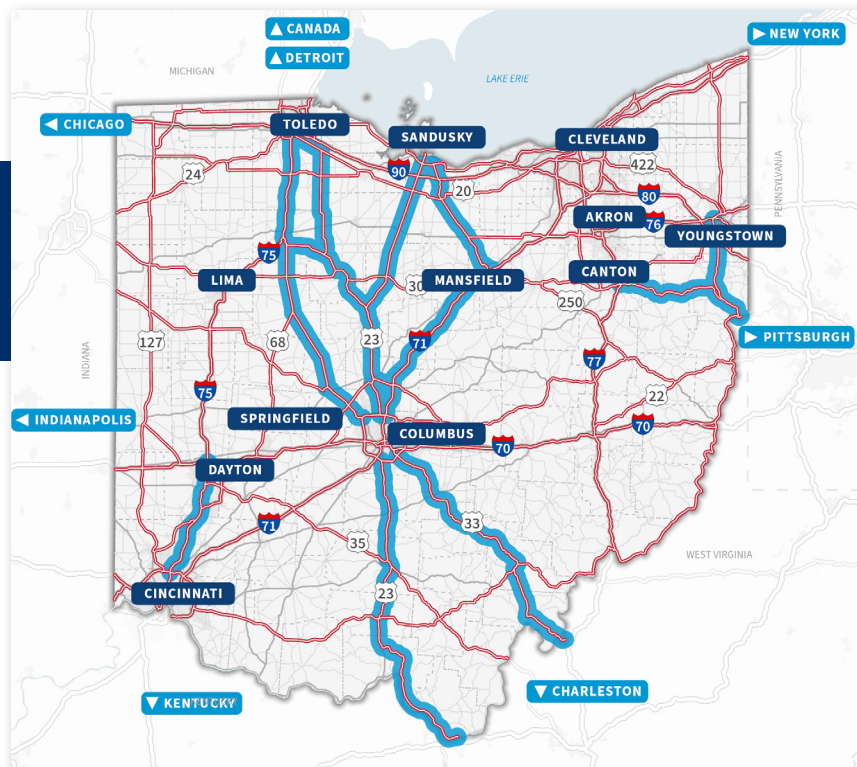 CANADA
NEW YORK
DETROIT
MICHIGAN
LAKE ERIE
CHICAGO
TOLEDO
SANDUSKY
CLEVELAND
422
90
24
20
80
PENNSYLVANIA
AKRON
76
YOUNGSTOWN
75
LIMA
MANSFIELD
CANTON
30
250
127
68
23
71
PITTSBURGH
INDIANA
77
75
22
INDIANAPOLIS
SPRINGFIELD
COLUMBUS
70
70
DAYTON
71
33
35
WEST VIRGINIA
23
CINCINNATI
CHARLESTON
KENTUCKY